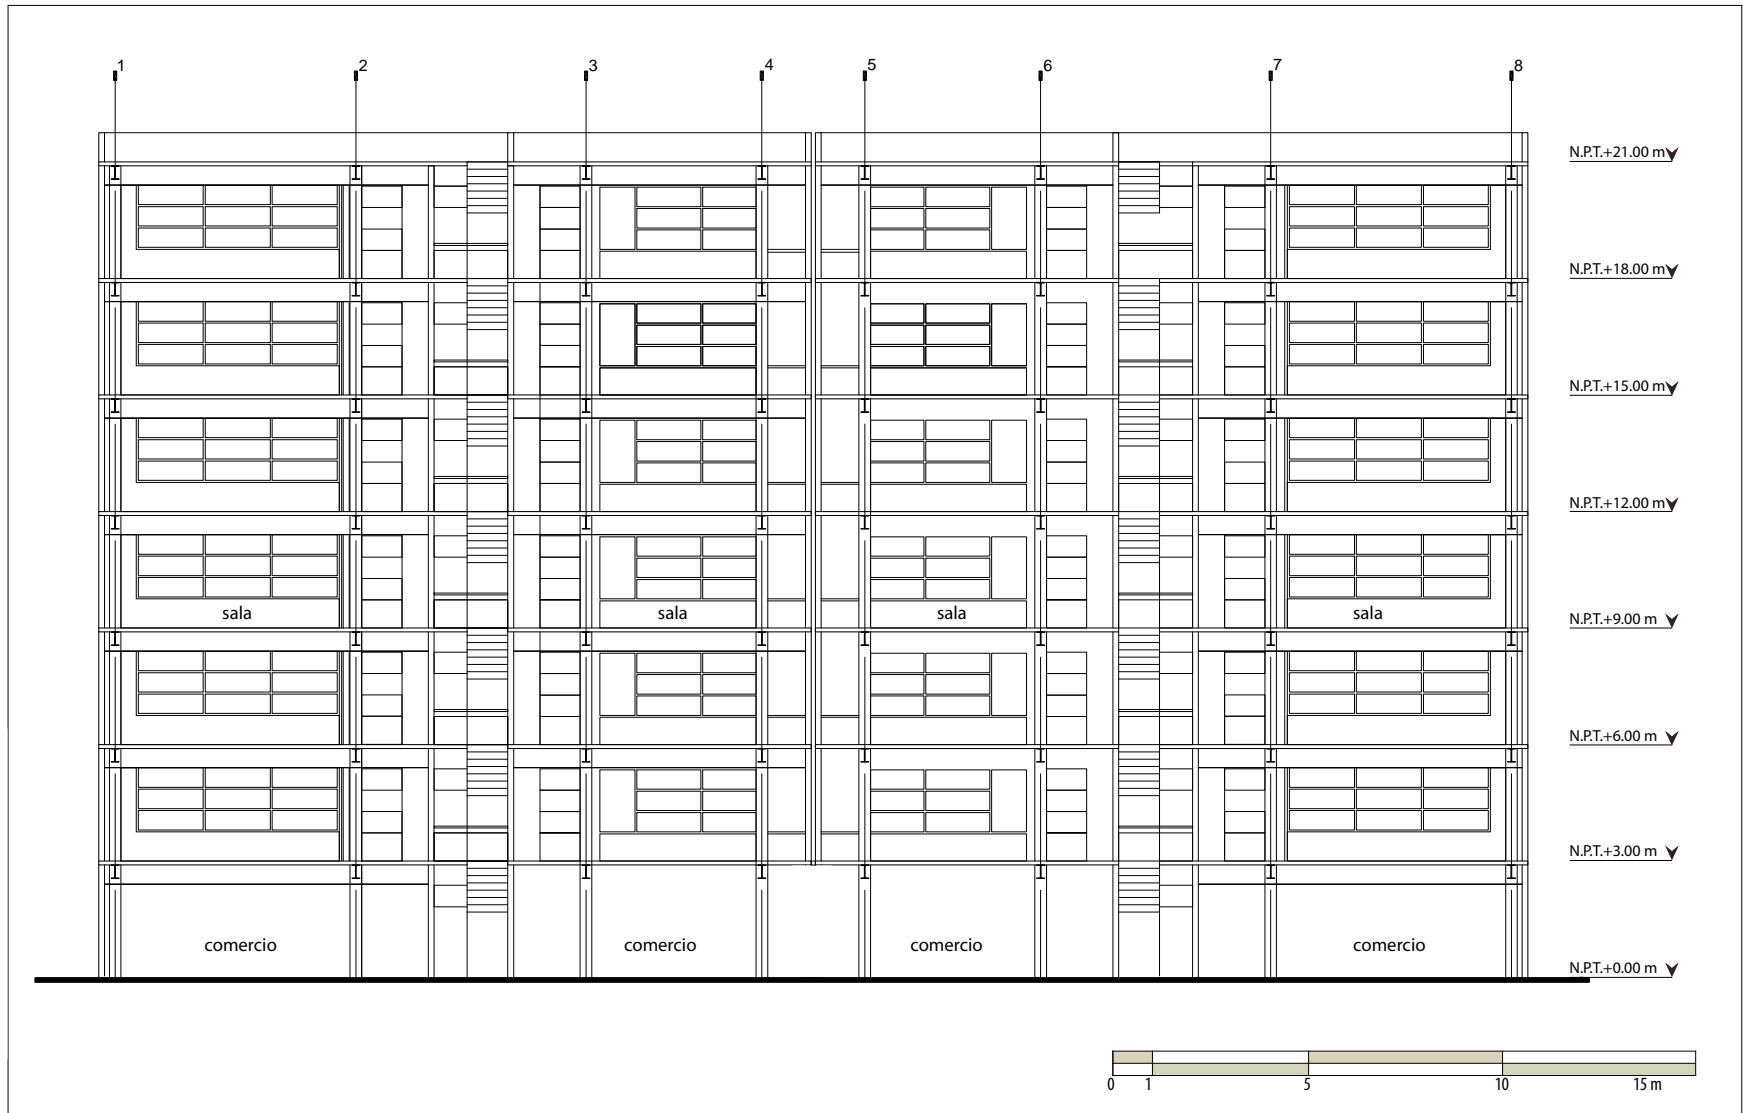 1 2 3 4 5 6 7 8
N.P.T.+21.00 m
N.P.T.+18.00 m
N.P.T.+15.00 m
N.P.T.+12.00 m
sala sala sala sala
N.P.T.+9.00 m
N.P.T.+6.00 m
N.P.T.+3.00 m
comercio comercio comercio comercio
N.P.T.+0.00 m
0 1 5 10 15 m